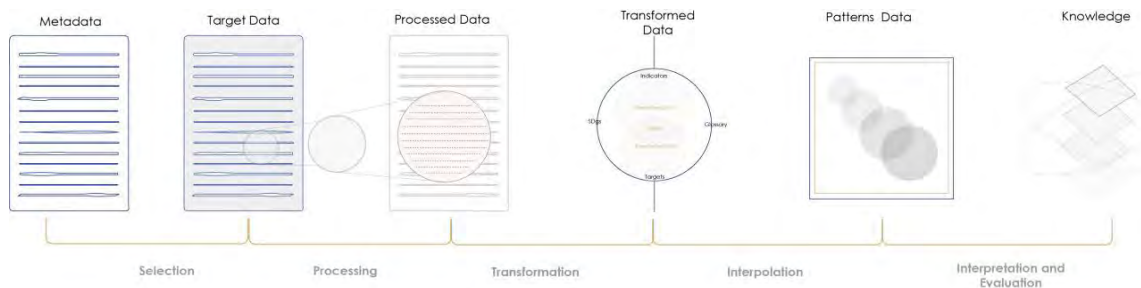 Metadata
Target Data
Processed Data
Transformed
Data
Patterns Data
Knowledge
Indicators
SDgs
Glossary
Targets
Selection
Processing
Transformation
Interpolation
Interpretation and
Evaluation